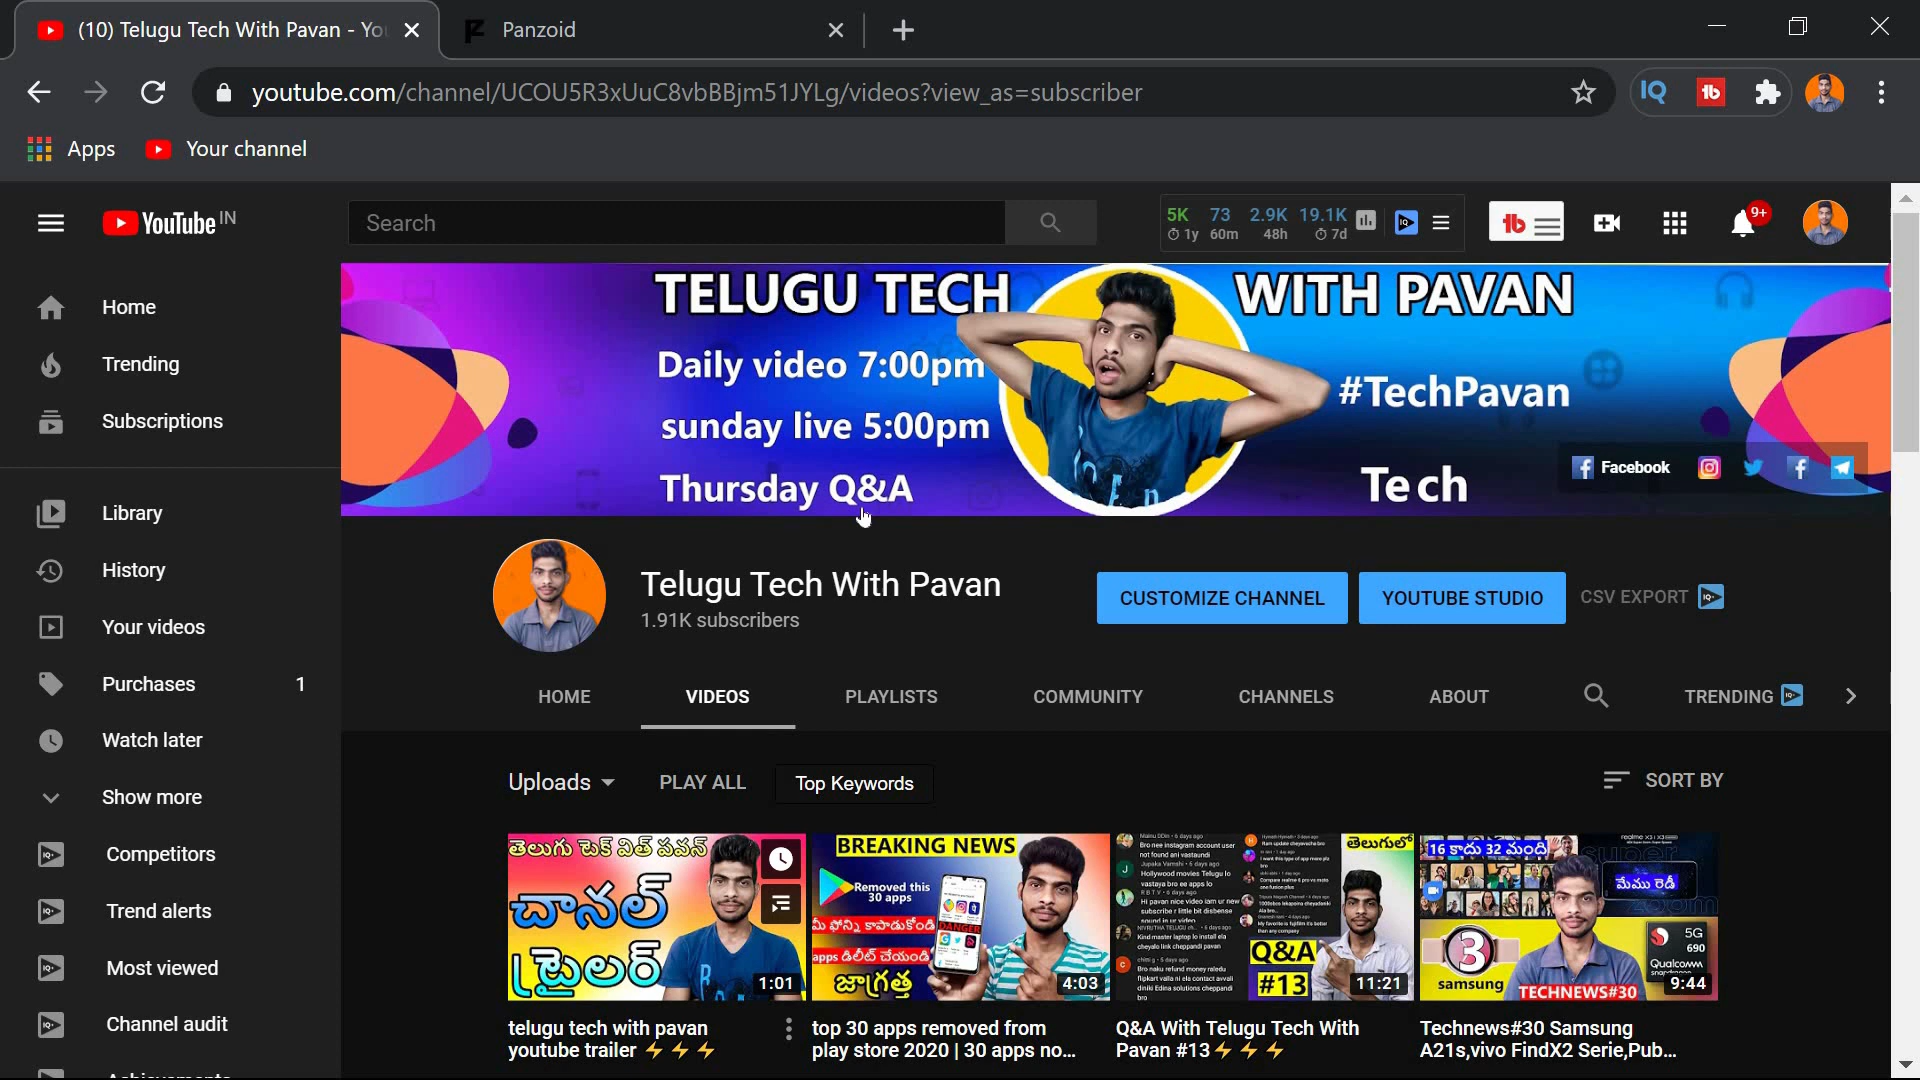 (10) Telugu Tech With Pavan - Yo
Panzoid
youtube.com/channel/UCOU5R3xUuC8vbBBjm51JYLg/videos?view_as=subscriber
Apps
Your channel
YouTube IN
Search
5K 73 2.9K 19.1K
1y 60m 48h 7d
9+
Home
Trending
Subscriptions
Library
History
Your videos
Purchases 1
Watch later
Show more
Competitors
Trend alerts
Most viewed
Channel audit
TELUGU TECH WITH PAVAN
Daily video 7:00pm
sunday live 5:00pm
Thursday Q&A
#TechPavan
Tech
Facebook
Telugu Tech With Pavan
1.91K subscribers
CUSTOMIZE CHANNEL
YOUTUBE STUDIO
CSV EXPORT
HOME
VIDEOS
PLAYLISTS
COMMUNITY
CHANNELS
ABOUT
TRENDING
Uploads
PLAY ALL
Top Keywords
SORT BY
తెలుగు టెక్ విత్ పవన్
చానల్
ట్రైలర్
1:01
BREAKING NEWS
Removed this
30 apps
మీ ఫోన్ని కాపాడుకోండి
DANGER
apps డిలీట్ చేయండి
జాగ్రత్త
4:03
తెలుగులో
Q&A
#13
11:21
16 కాదు 32 మంది
మేము రెడీ
3
samsung
5G
690
Qualcomm
snapdragon
TECHNEWS#30
9:44
telugu tech with pavan
youtube trailer ⚡⚡⚡
top 30 apps removed from
play store 2020 | 30 apps no...
Q&A With Telugu Tech With
Pavan #13⚡⚡⚡
Technews#30 Samsung
A21s,vivo FindX2 Serie,Pub...